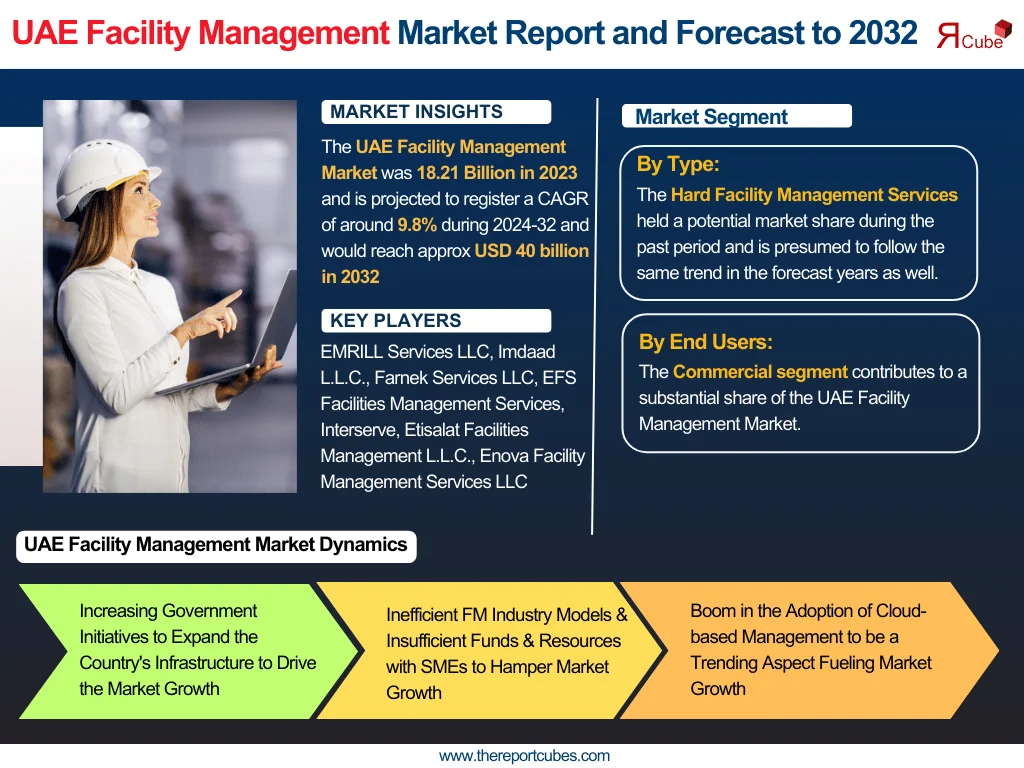 UAE Facility Management Market Report and Forecast to 2032
RCube
MARKET INSIGHTS
The UAE Facility Management
Market was 18.21 Billion in 2023
and is projected to register a CAGR
of around 9.8% during 2024-32 and
would reach approx USD 40 billion
in 2032
KEY PLAYERS
EMRILL Services LLC, Imdaad
L.L.C., Farnek Services LLC, EFS
Facilities Management Services,
Interserve, Etisalat Facilities
Management L.L.C., Enova Facility
Management Services LLC
Market Segment
By Type:
The Hard Facility Management Services
held a potential market share during the
past period and is presumed to follow the
same trend in the forecast years as well.
By End Users:
The Commercial segment contributes to a
substantial share of the UAE Facility
Management Market.
UAE Facility Management Market Dynamics
Increasing Government
Initiatives to Expand the
Country's Infrastructure to Drive
the Market Growth
Inefficient FM Industry Models &
Insufficient Funds & Resources
with SMEs to Hamper Market
Growth
Boom in the Adoption of Cloud-
based Management to be a
Trending Aspect Fueling Market
Growth
www.thereportcubes.com